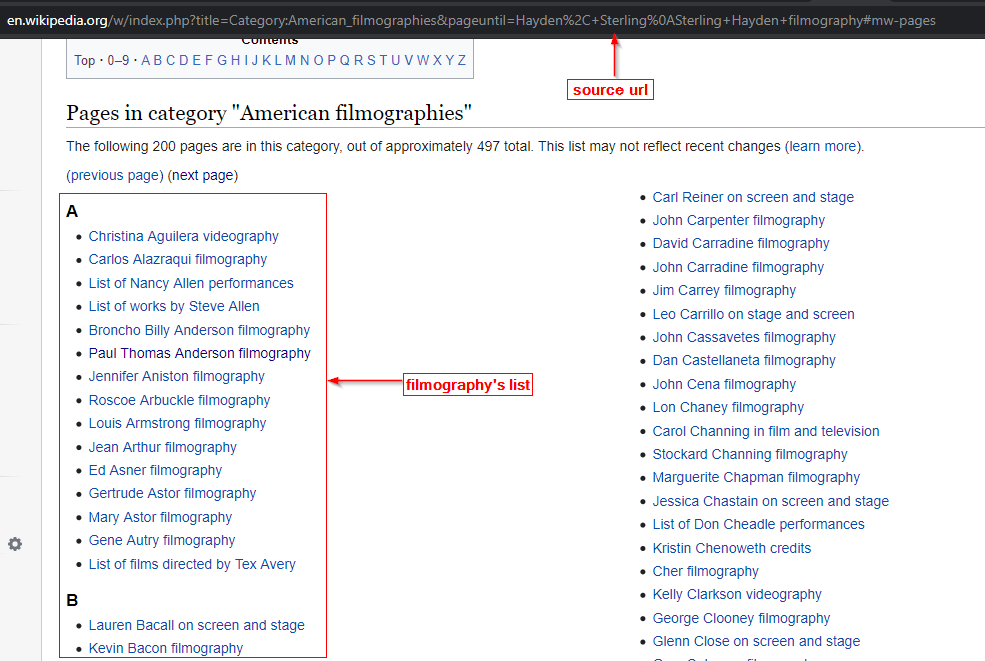 en.wikipedia.org/w/index.php?title=Category:American_filmographies&pageuntil=Hayden%2C+Sterling%0ASterling+Hayden+filmography#mw-pages
Contents
Top · 0–9 · A B C D E F G H I J K L M N O P Q R S T U V W X Y Z
source url
Pages in category "American filmographies"
The following 200 pages are in this category, out of approximately 497 total. This list may not reflect recent changes (learn more).
(previous page) (next page)
A
• Christina Aguilera videography
• Carlos Alazraqui filmography
• List of Nancy Allen performances
• List of works by Steve Allen
• Broncho Billy Anderson filmography
• Paul Thomas Anderson filmography
• Jennifer Aniston filmography
• Roscoe Arbuckle filmography
• Louis Armstrong filmography
• Jean Arthur filmography
• Ed Asner filmography
• Gertrude Astor filmography
• Mary Astor filmography
• Gene Autry filmography
• List of films directed by Tex Avery
B
• Lauren Bacall on screen and stage
• Kevin Bacon filmography
filmography's list
• Carl Reiner on screen and stage
• John Carpenter filmography
• David Carradine filmography
• John Carradine filmography
• Jim Carrey filmography
• Leo Carrillo on stage and screen
• John Cassavetes filmography
• Dan Castellaneta filmography
• John Cena filmography
• Lon Chaney filmography
• Carol Channing in film and television
• Stockard Channing filmography
• Marguerite Chapman filmography
• Jessica Chastain on screen and stage
• List of Don Cheadle performances
• Kristin Chenoweth credits
• Cher filmography
• Kelly Clarkson videography
• George Clooney filmography
• Glenn Close on screen and stage